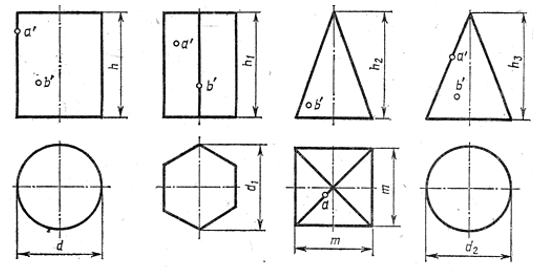 a' b' h
a' b' h₁
b' h₂
a' b' h₃
d
d₁
a m m
d₂